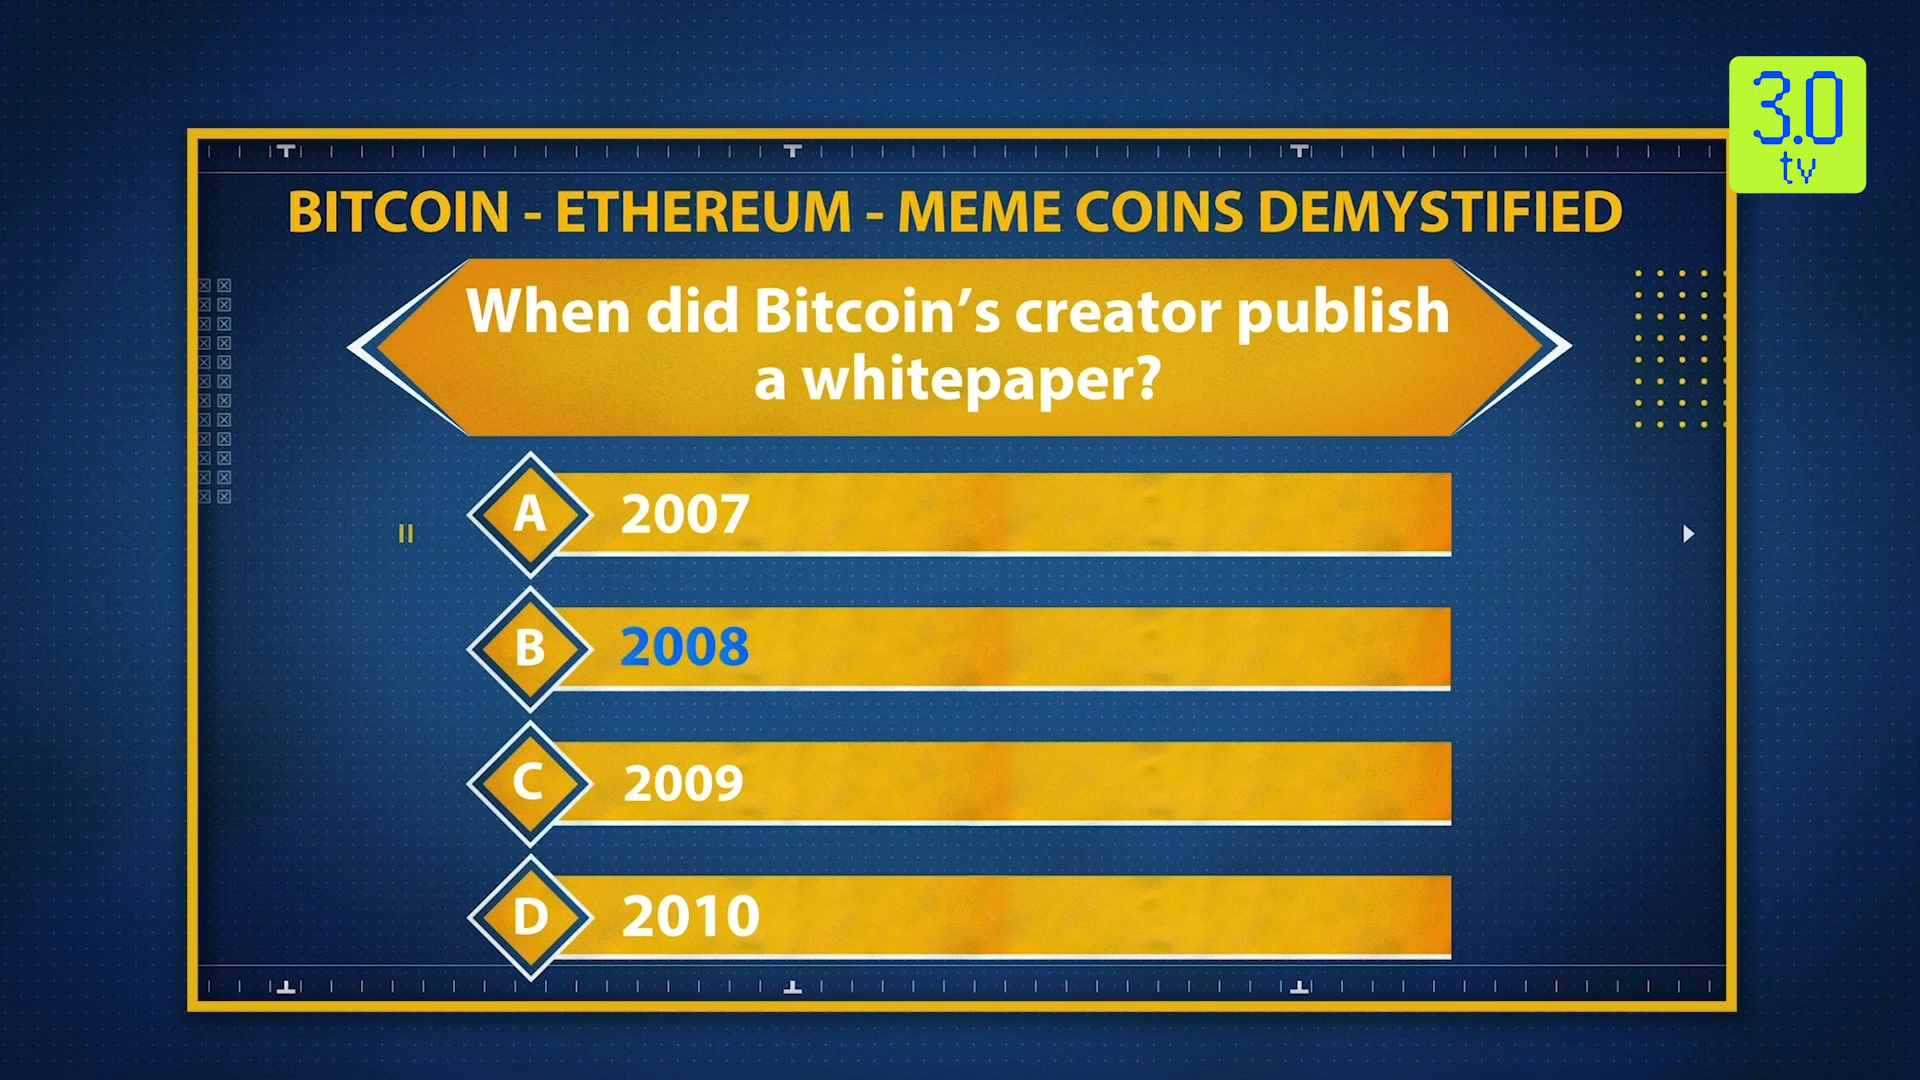 3.0
tv
BITCOIN - ETHEREUM - MEME COINS DEMYSTIFIED
When did Bitcoin’s creator publish
a whitepaper?
A 2007
B 2008
C 2009
D 2010